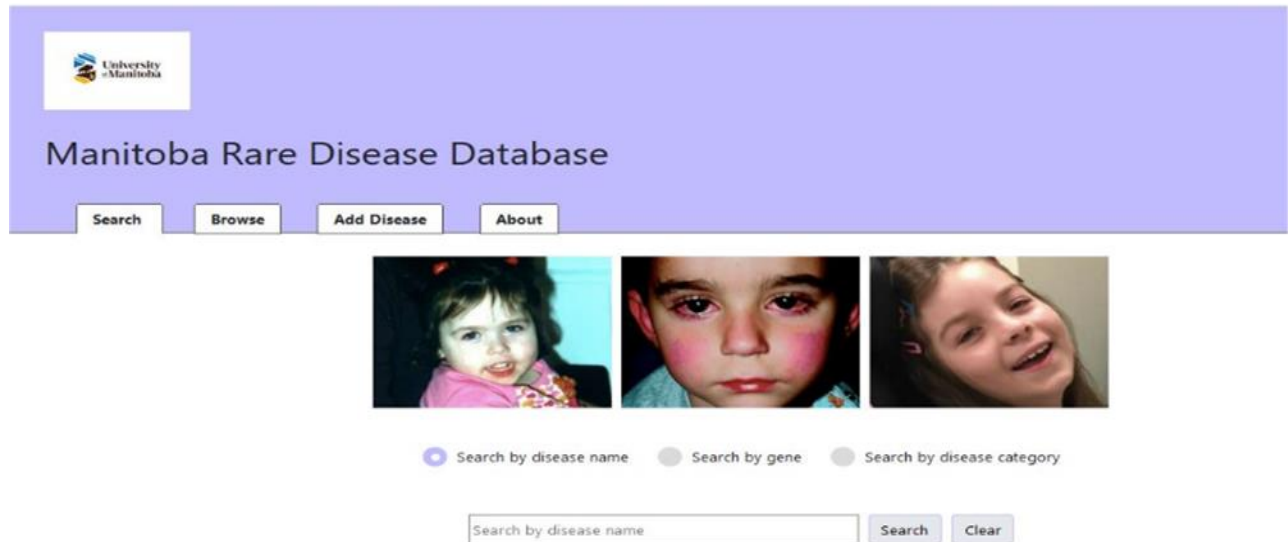 University
of Manitoba
Manitoba Rare Disease Database
Search Browse Add Disease About
Search by disease name Search by gene Search by disease category
Search by disease name Search Clear